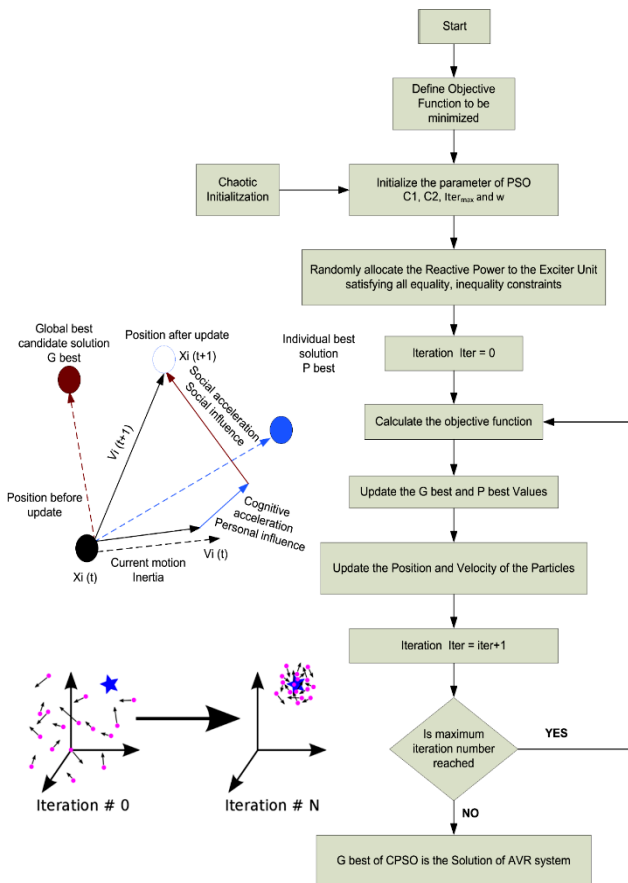 Start
Define Objective
Function to be
minimized
Chaotic
Initialitzation
Initialize the parameter of PSO
C1, C2, Itermax and w
Randomly allocate the Reactive Power to the Exciter Unit
satisfying all equality, inequality constraints
Iteration Iter = 0
Calculate the objective function
Update the G best and P best Values
Update the Position and Velocity of the Particles
Iteration Iter = iter+1
Is maximum
iteration number
reached
YES
NO
G best of CPSO is the Solution of AVR system
Global best
candidate solution
G best
Position after update
Xi (t+1)
Individual best
solution
P best
Social acceleration
Social influence
Vi (t+1)
Position before
update
Cognitive
acceleration
Personal influence
Vi (t)
Xi (t)
Current motion
Inertia
Iteration # 0
Iteration # N